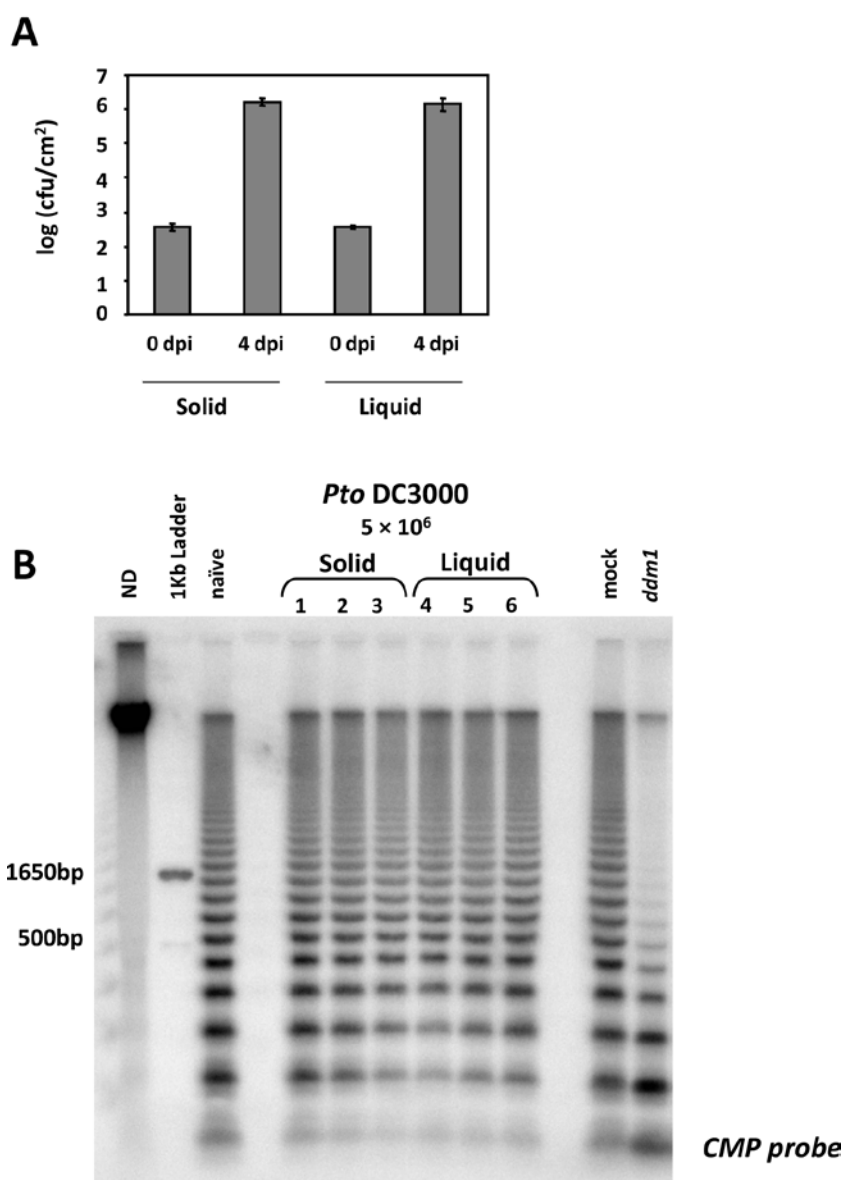 A
log (cfu/cm²)
7
6
5
4
3
2
1
0
0 dpi 4 dpi 0 dpi 4 dpi
Solid Liquid
B
ND
1Kb Ladder
naïve
Pto DC3000
5 × 10⁶
Solid Liquid
1 2 3 4 5 6
mock
ddm1
1650bp
500bp
CMP probe